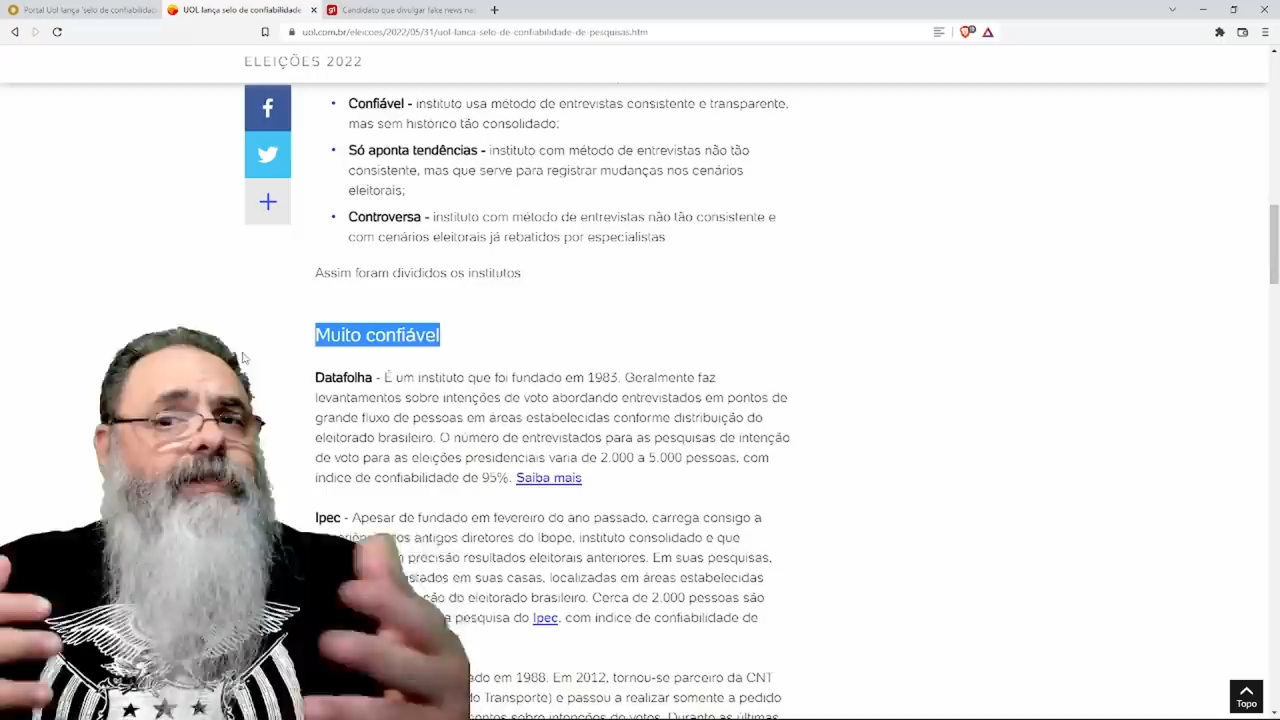 Portal Uol lança 'selo de confiabilidade
UOL lança selo de confiabilidade
Candidato que divulgar fake news na
uol.com.br/eleicoes/2022/05/31/uol-lanca-selo-de-confiabilidade-de-pesquisas.htm
ELEIÇÕES 2022
Confiável - instituto usa método de entrevistas consistente e transparente,
mas sem histórico tão consolidado;
Só aponta tendências - instituto com método de entrevistas não tão
consistente, mas que serve para registrar mudanças nos cenários
eleitorais;
Controversa - instituto com método de entrevistas não tão consistente e
com cenários eleitorais já rebatidos por especialistas
Assim foram divididos os institutos
Muito confiável
Datafolha - É um instituto que foi fundado em 1983. Geralmente faz
levantamentos sobre intenções de voto abordando entrevistados em pontos de
grande fluxo de pessoas em áreas estabelecidas conforme distribuição do
eleitorado brasileiro. O número de entrevistados para as pesquisas de intenção
de voto para as eleições presidenciais varia de 2.000 a 5.000 pessoas, com
índice de confiabilidade de 95%. Saiba mais
Ipec - Apesar de fundado em fevereiro do ano passado, carrega consigo a
antigos diretores do Ibope, instituto consolidado e que
precisão resultados eleitorais anteriores. Em suas pesquisas,
em suas casas, localizadas em áreas estabelecidas
do eleitorado brasileiro. Cerca de 2.000 pessoas são
pesquisa do Ipec, com índice de confiabilidade de
em 1988. Em 2012, tornou-se parceiro da CNT
Transporte) e passou a realizar somente a pedido
sobre intenções de votos. Durante as últimas
Topo